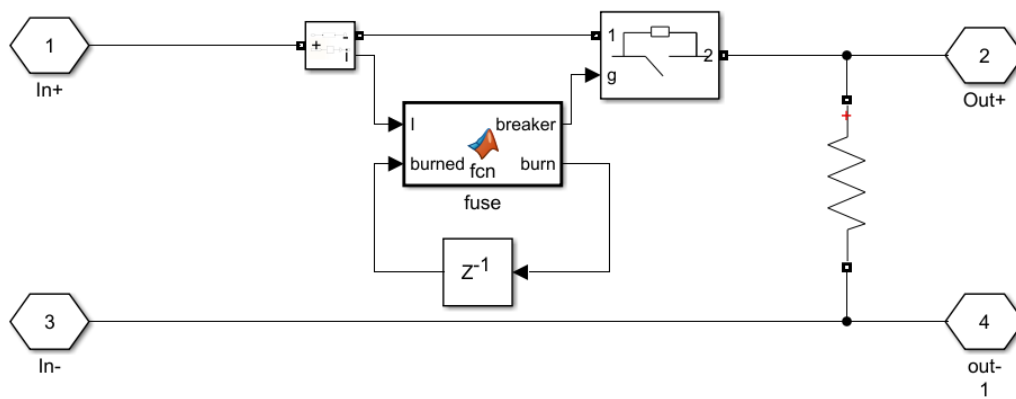 1
In+
+
-
i
1
2
g
2
Out+
+
I
breaker
burned
burn
fcn
fuse
Z-1
3
In-
4
out-
1